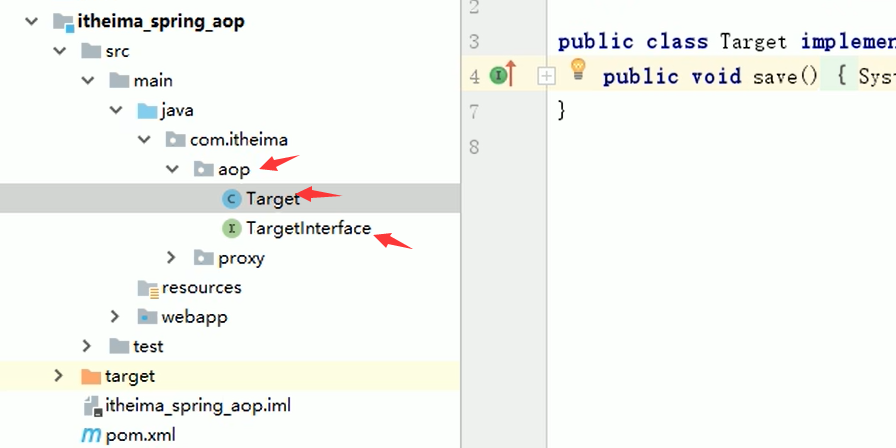 itheima_spring_aop
src
main
java
com.itheima
aop
Target
TargetInterface
proxy
resources
webapp
test
target
itheima_spring_aop.iml
pom.xml
2
3 public class Target implemen
4 public void save() { Syst
7 }
8